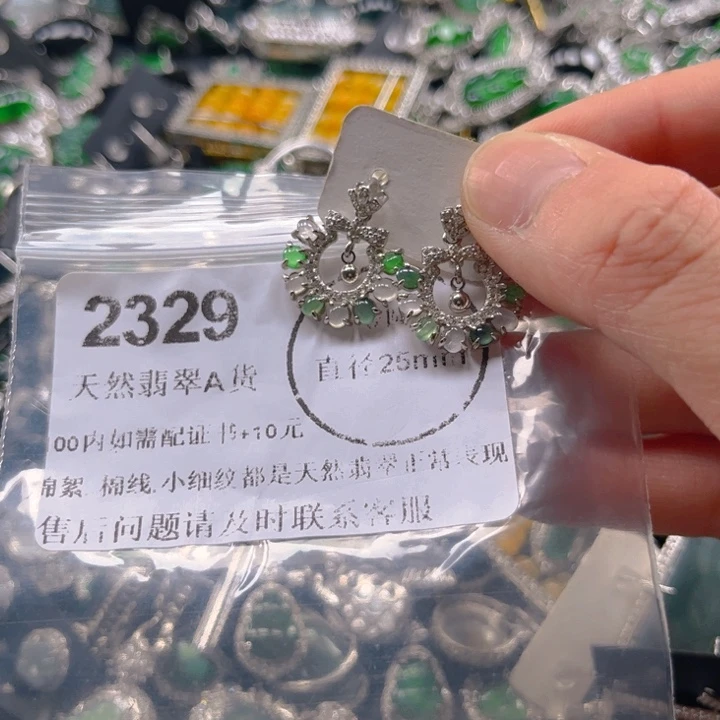 2329
天然翡翠A货
直径25mm
00内如需配证书+10元
棉絮 棉线.小细纹都是天然翡翠正常表现
售后问题请及时联系客服